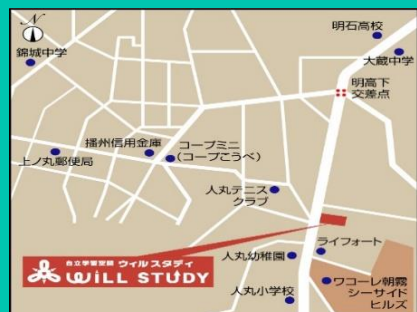 N
明石高校
錦城中学
大蔵中学
明高下
交差点
播州信用金庫
コープミニ
(コープこうべ)
上ノ丸郵便局
人丸テニス
クラブ
自立学習空間 ウィルスタディ
WiLL STUDY
人丸幼稚園
ライフォート
ワコーレ朝霧
シーサイド
ヒルズ
人丸小学校